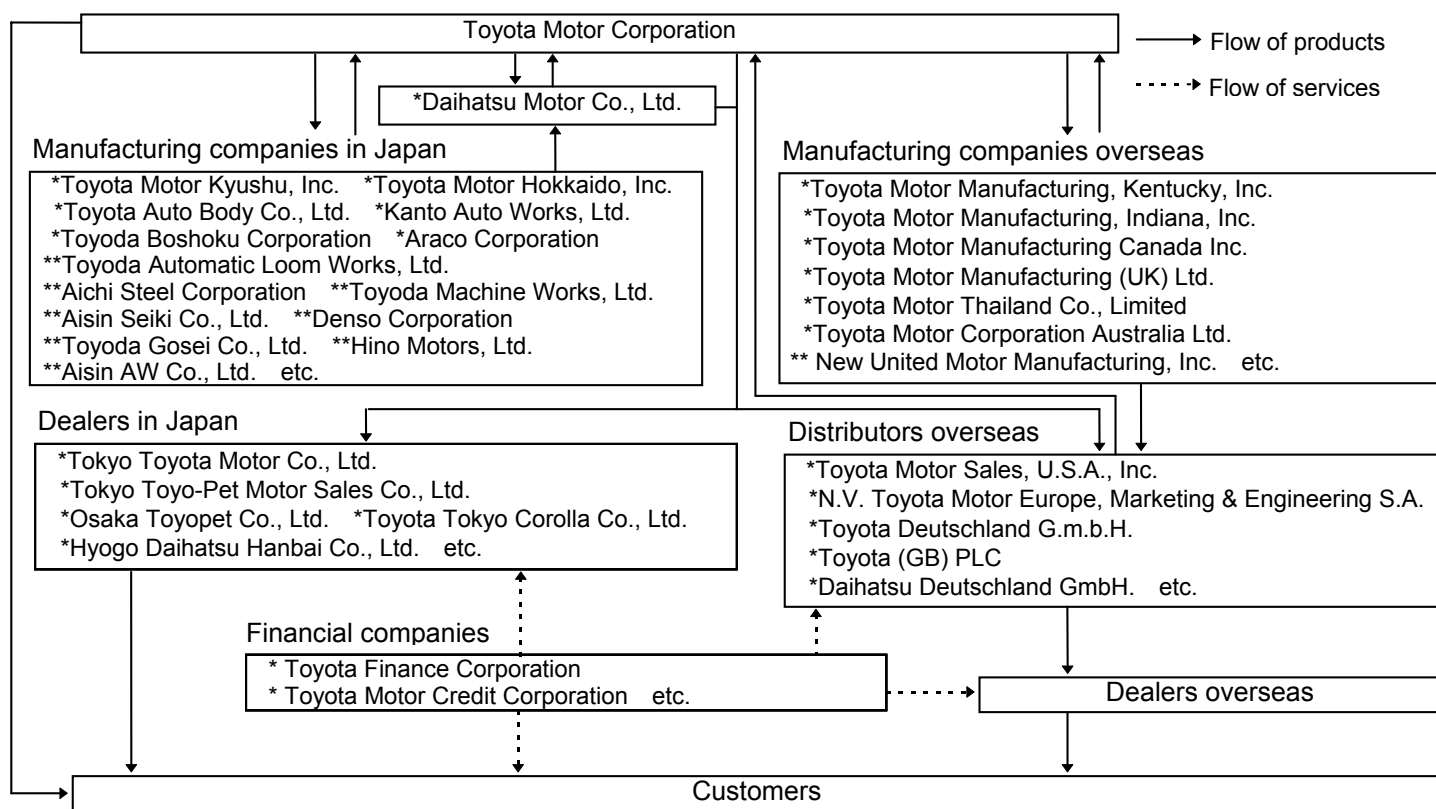 Toyota Motor Corporation
Flow of products
Flow of services
*Daihatsu Motor Co., Ltd.
Manufacturing companies in Japan
*Toyota Motor Kyushu, Inc. *Toyota Motor Hokkaido, Inc.
*Toyota Auto Body Co., Ltd. *Kanto Auto Works, Ltd.
*Toyoda Boshoku Corporation *Araco Corporation
**Toyoda Automatic Loom Works, Ltd.
**Aichi Steel Corporation **Toyoda Machine Works, Ltd.
**Aisin Seiki Co., Ltd. **Denso Corporation
**Toyoda Gosei Co., Ltd. **Hino Motors, Ltd.
**Aisin AW Co., Ltd. etc.
Manufacturing companies overseas
*Toyota Motor Manufacturing, Kentucky, Inc.
*Toyota Motor Manufacturing, Indiana, Inc.
*Toyota Motor Manufacturing Canada Inc.
*Toyota Motor Manufacturing (UK) Ltd.
*Toyota Motor Thailand Co., Limited
*Toyota Motor Corporation Australia Ltd.
** New United Motor Manufacturing, Inc. etc.
Dealers in Japan
*Tokyo Toyota Motor Co., Ltd.
*Tokyo Toyo-Pet Motor Sales Co., Ltd.
*Osaka Toyopet Co., Ltd. *Toyota Tokyo Corolla Co., Ltd.
*Hyogo Daihatsu Hanbai Co., Ltd. etc.
Distributors overseas
*Toyota Motor Sales, U.S.A., Inc.
*N.V. Toyota Motor Europe, Marketing & Engineering S.A.
*Toyota Deutschland G.m.b.H.
*Toyota (GB) PLC
*Daihatsu Deutschland GmbH. etc.
Financial companies
* Toyota Finance Corporation
* Toyota Motor Credit Corporation etc.
Dealers overseas
Customers